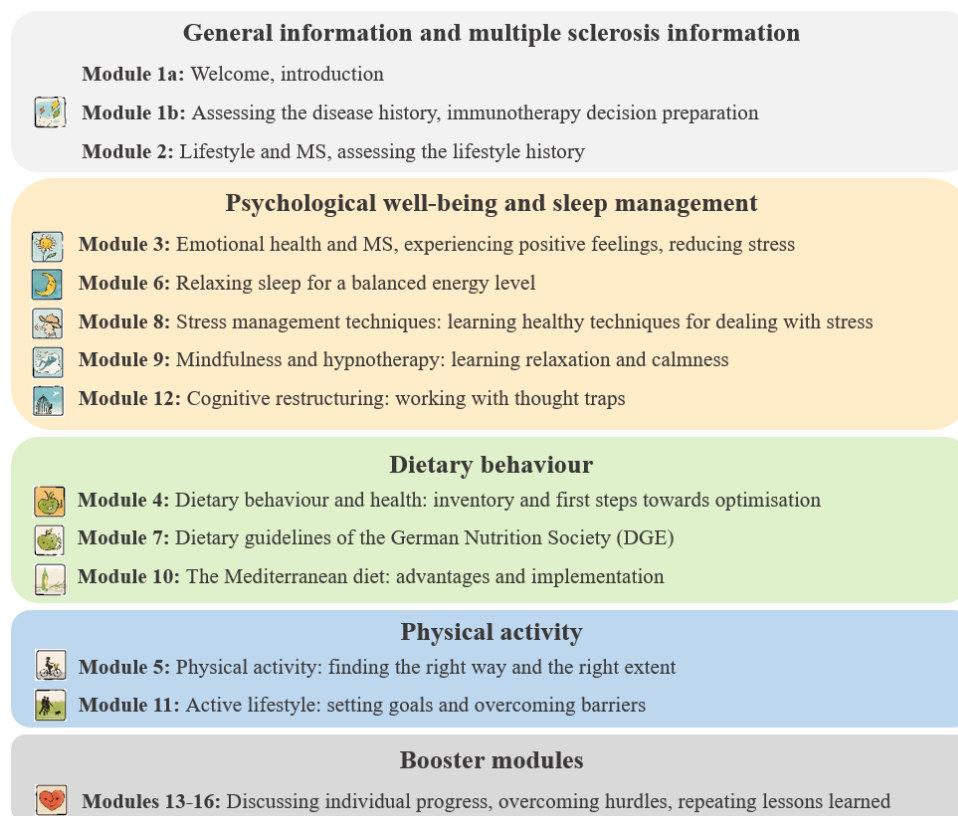 General information and multiple sclerosis information
Module 1a: Welcome, introduction
Module 1b: Assessing the disease history, immunotherapy decision preparation
Module 2: Lifestyle and MS, assessing the lifestyle history
Psychological well-being and sleep management
Module 3: Emotional health and MS, experiencing positive feelings, reducing stress
Module 6: Relaxing sleep for a balanced energy level
Module 8: Stress management techniques: learning healthy techniques for dealing with stress
Module 9: Mindfulness and hypnotherapy: learning relaxation and calmness
Module 12: Cognitive restructuring: working with thought traps
Dietary behaviour
Module 4: Dietary behaviour and health: inventory and first steps towards optimisation
Module 7: Dietary guidelines of the German Nutrition Society (DGE)
Module 10: The Mediterranean diet: advantages and implementation
Physical activity
Module 5: Physical activity: finding the right way and the right extent
Module 11: Active lifestyle: setting goals and overcoming barriers
Booster modules
Modules 13-16: Discussing individual progress, overcoming hurdles, repeating lessons learned